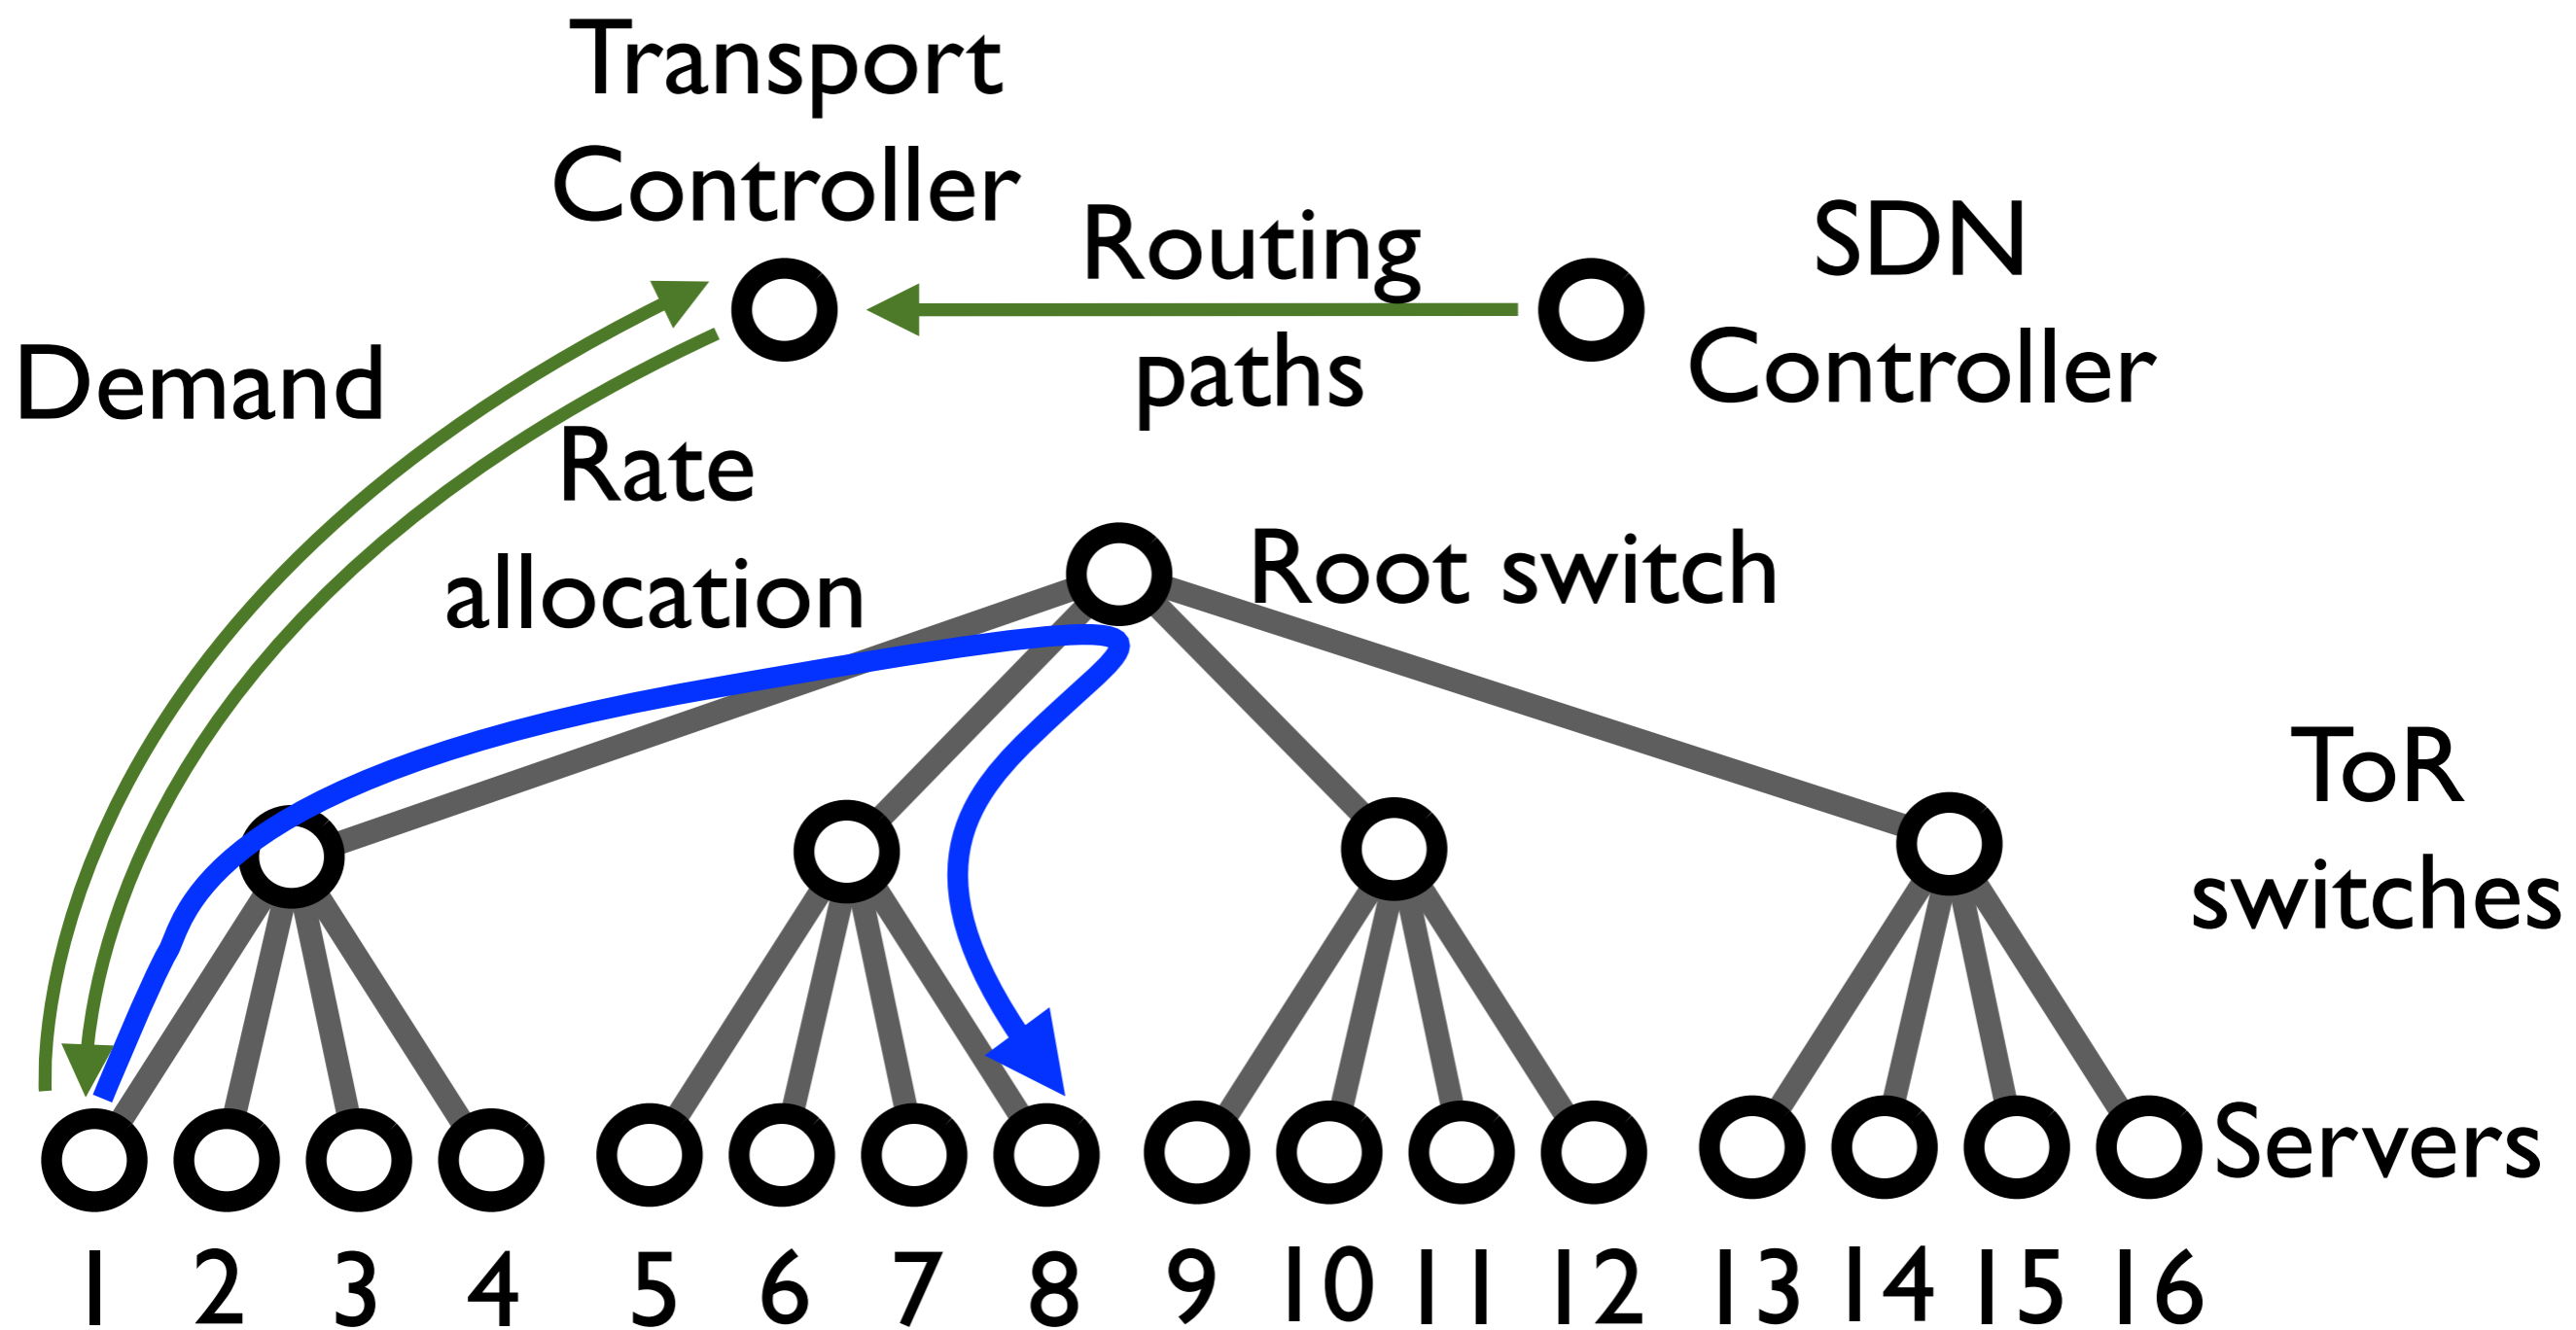 Transport
Controller
Routing
paths
SDN
Controller
Demand
Rate
allocation
Root switch
ToR
switches
Servers
1 2 3 4 5 6 7 8 9 10 11 12 13 14 15 16